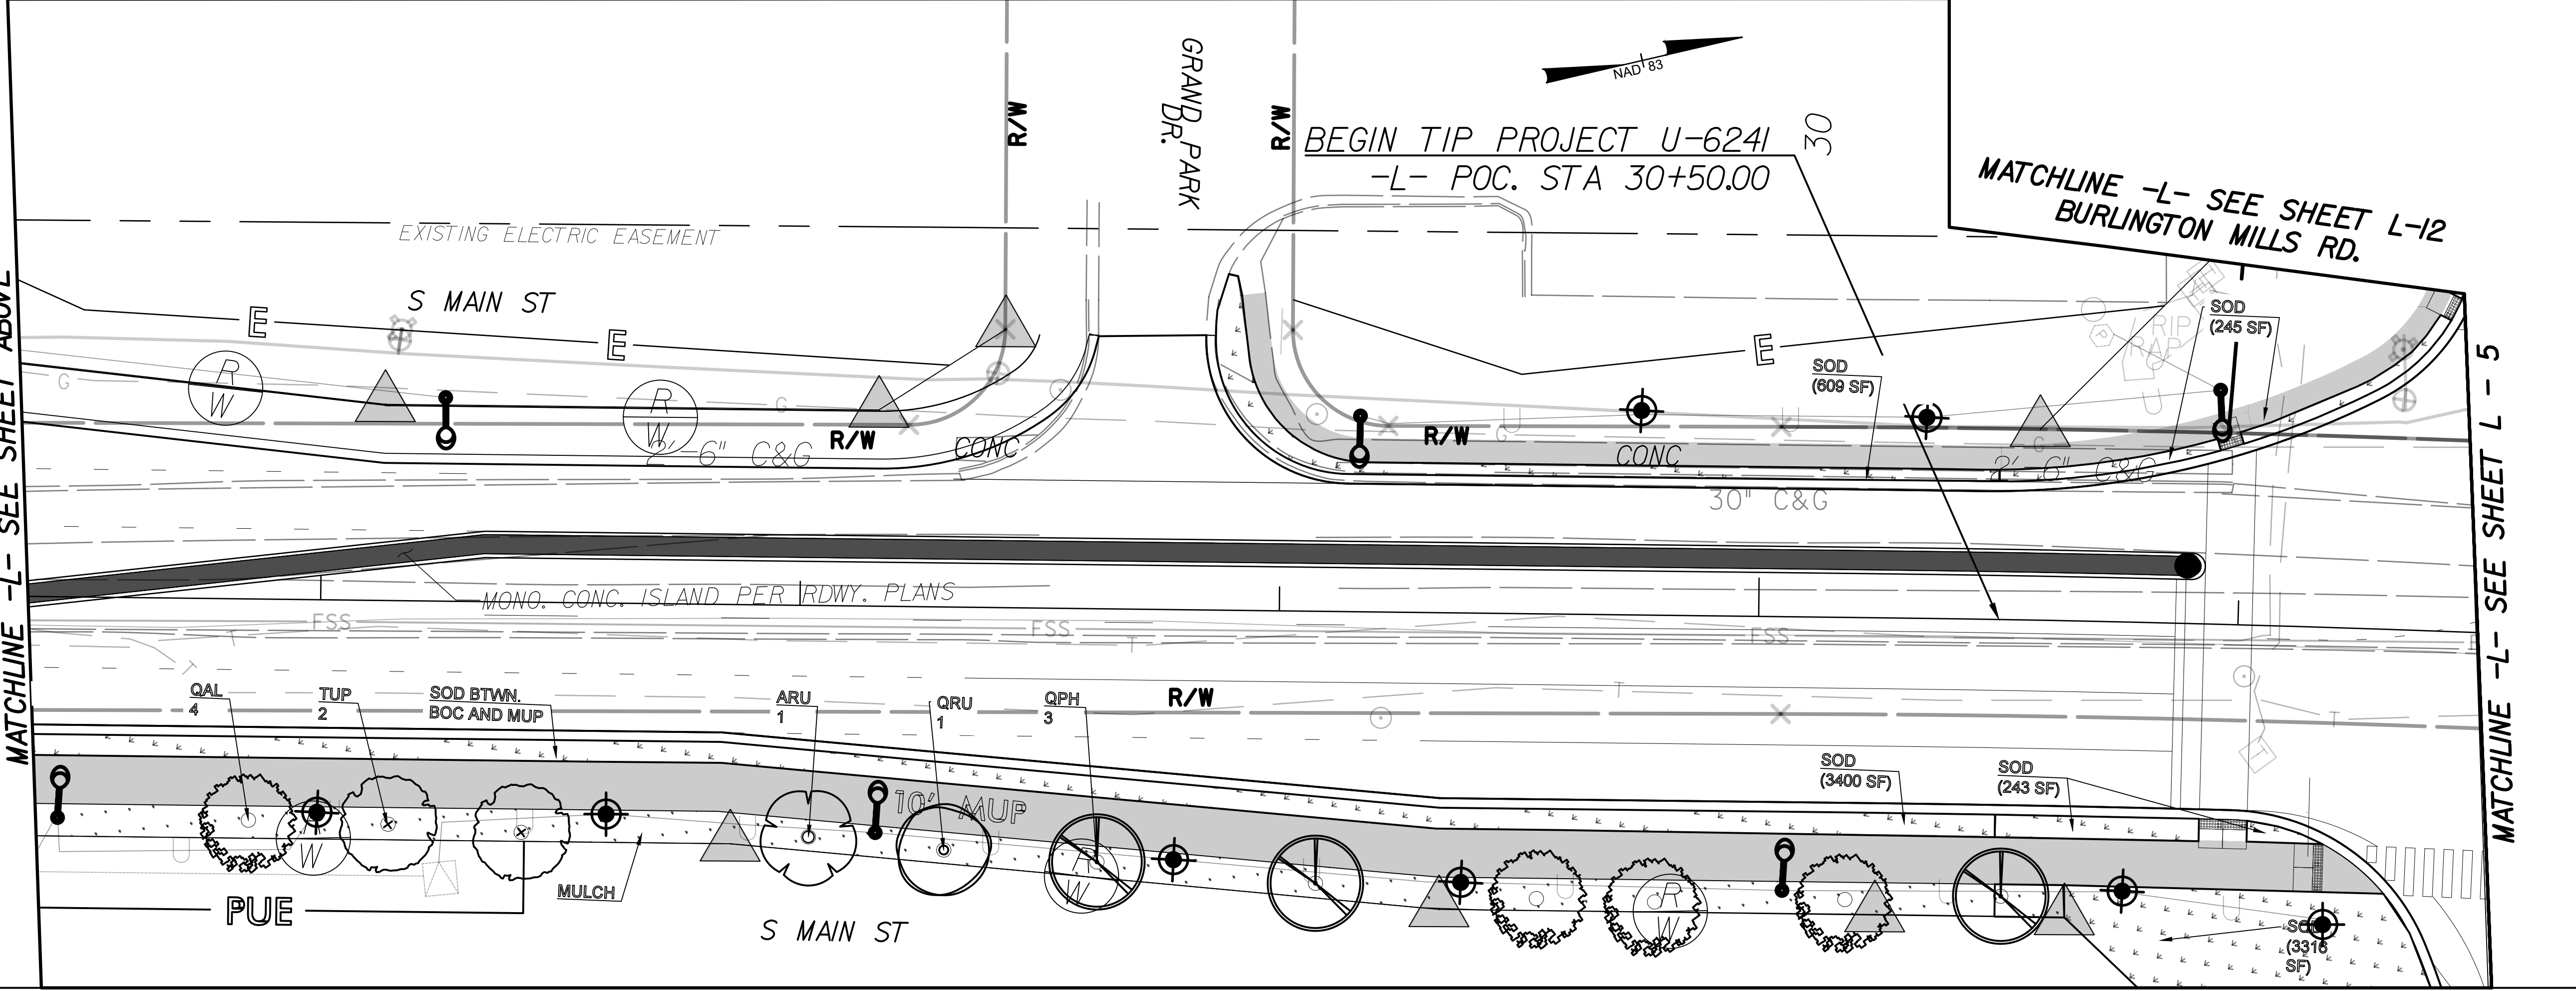 GRAND PARK
DR.
R/W
R/W
NAD 83
BEGIN TIP PROJECT U-6241
-L- POC. STA 30+50.00
30
MATCHLINE -L- SEE SHEET L-12
BURLINGTON MILLS RD.
MATCHLINE -L- SEE SHEET ABOVE
MATCHLINE -L- SEE SHEET L - 5
EXISTING ELECTRIC EASEMENT
S MAIN ST
E
E
E
RIP
RAP
SOD
(245 SF)
SOD
(609 SF)
R
W
R
W
G
G
G
G
U
U
U
P
2'-6" C&G
R/W
CONC
R/W
CONC
2'-6" C&G
30" C&G
MONO. CONC. ISLAND PER RDWY. PLANS
FSS
FSS
FSS
T
T
T
T
T
T
QAL
4
TUP
2
SOD BTWN.
BOC AND MUP
ARU
1
QRU
1
QPH
3
R/W
SOD
(3400 SF)
SOD
(243 SF)
10' MUP
R
W
R
W
R
W
U
U
U
U
U
U
U
U
MULCH
PUE
S MAIN ST
SOD
(3316
SF)